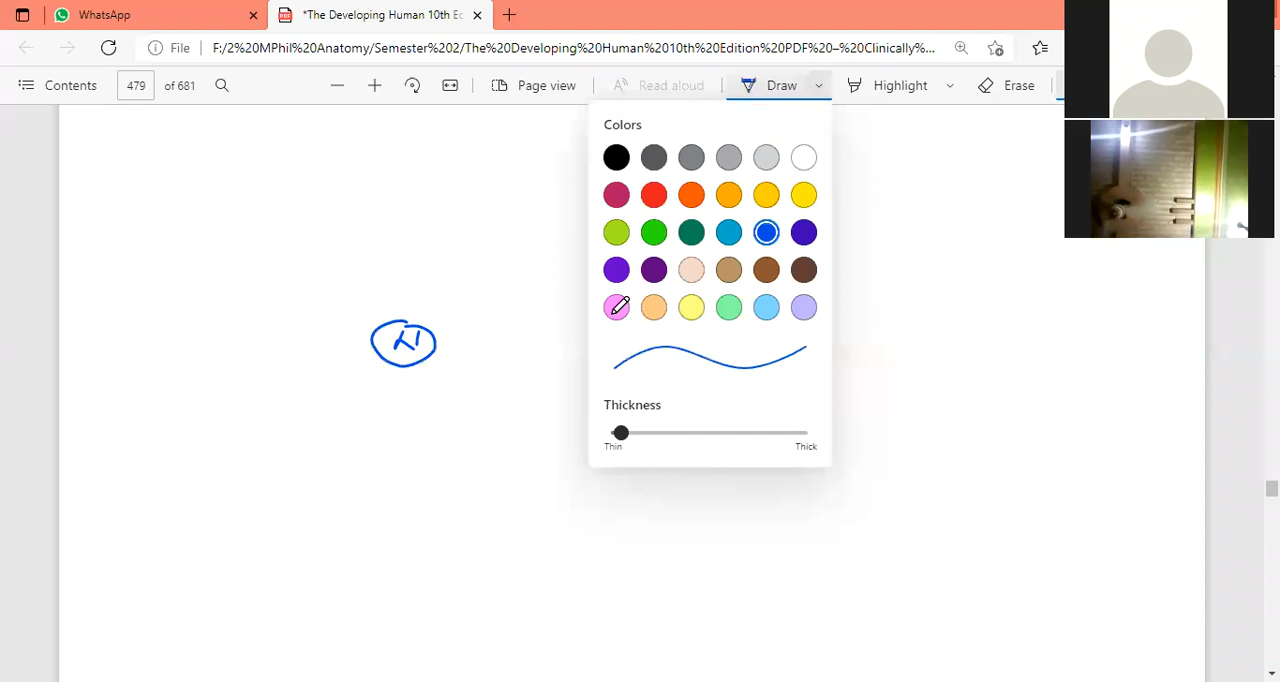 WhatsApp
*The Developing Human 10th Ed
File
F:/2%20MPhil%20Anatomy/Semester%202/The%20Developing%20Human%2010th%20Edition%20PDF%20–%20Clinically%...
Contents
479
of 681
Page view
Read aloud
Draw
Highlight
Erase
Colors
Thickness
Thin
Thick